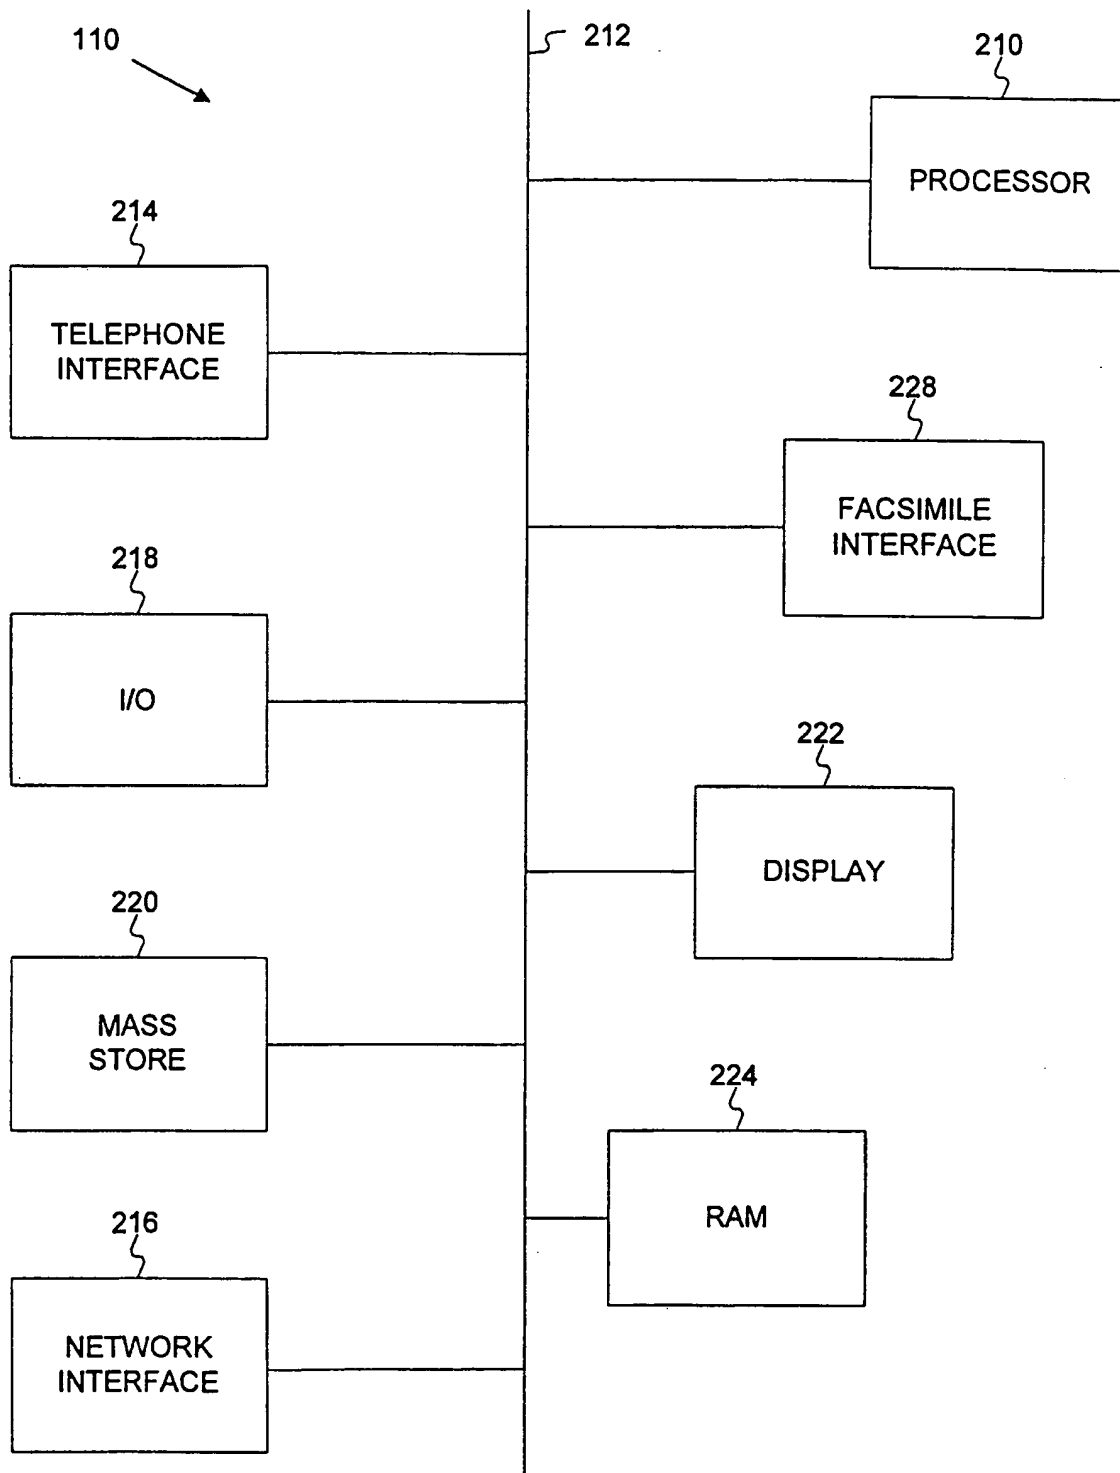 110
212
210
PROCESSOR
214
TELEPHONE
INTERFACE
228
FACSIMILE
INTERFACE
218
I/O
222
DISPLAY
220
MASS
STORE
224
RAM
216
NETWORK
INTERFACE